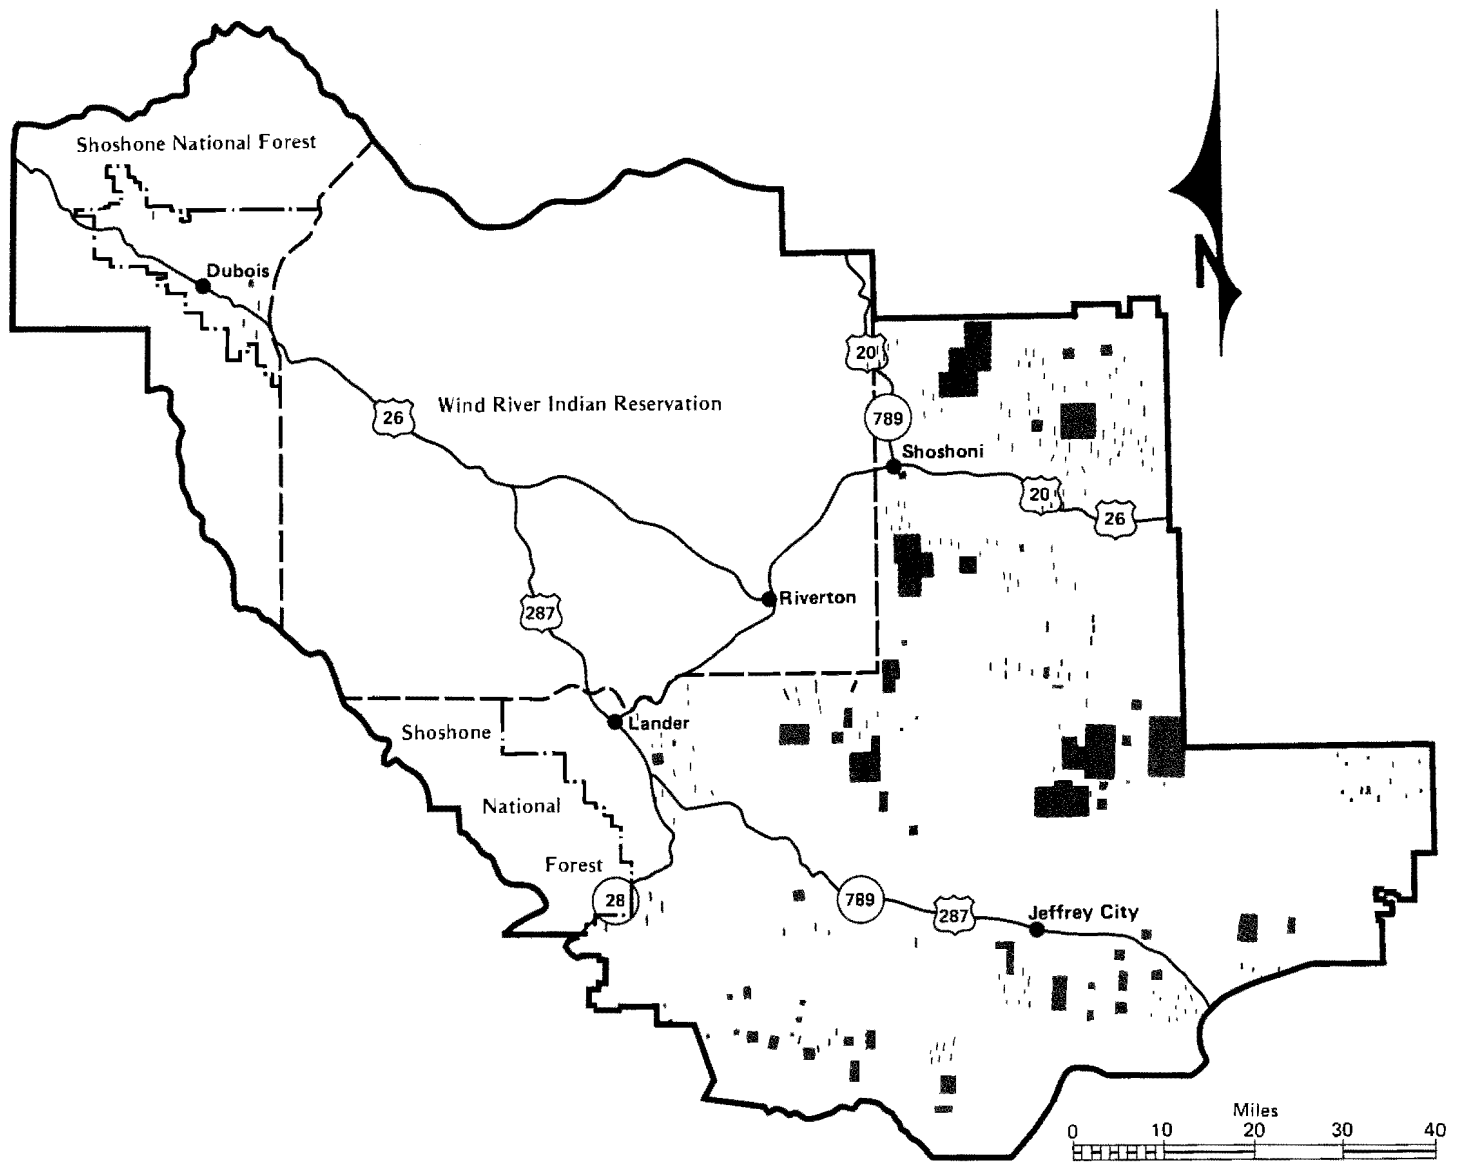 Shoshone National Forest
N
Dubois
20
26
Wind River Indian Reservation
789
Shoshoni
20
26
287
Riverton
Shoshone
Lander
National
Forest
28
789
287
Jeffrey City
Miles
0 10 20 30 40